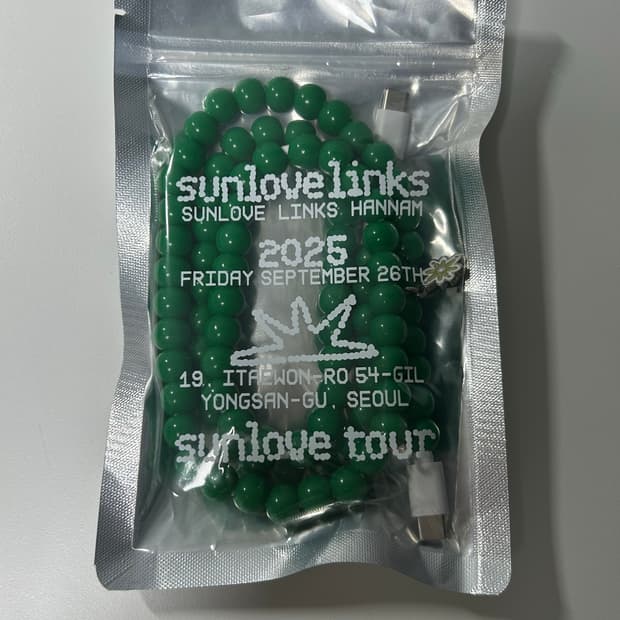 sunlovelinks
SUNLOVE LINKS HANNAM
2025
FRIDAY SEPTEMBER 26TH
19, ITAEWON-RO 54-GIL
YONGSAN-GU, SEOUL
sunlove tour